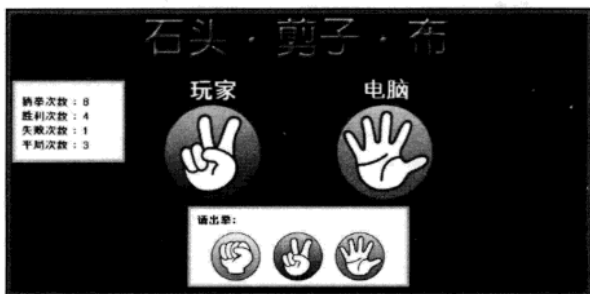 石头·剪子·布
玩家
电脑
猜拳次数：8
胜利次数：4
失败次数：1
平局次数：3
请出拳：